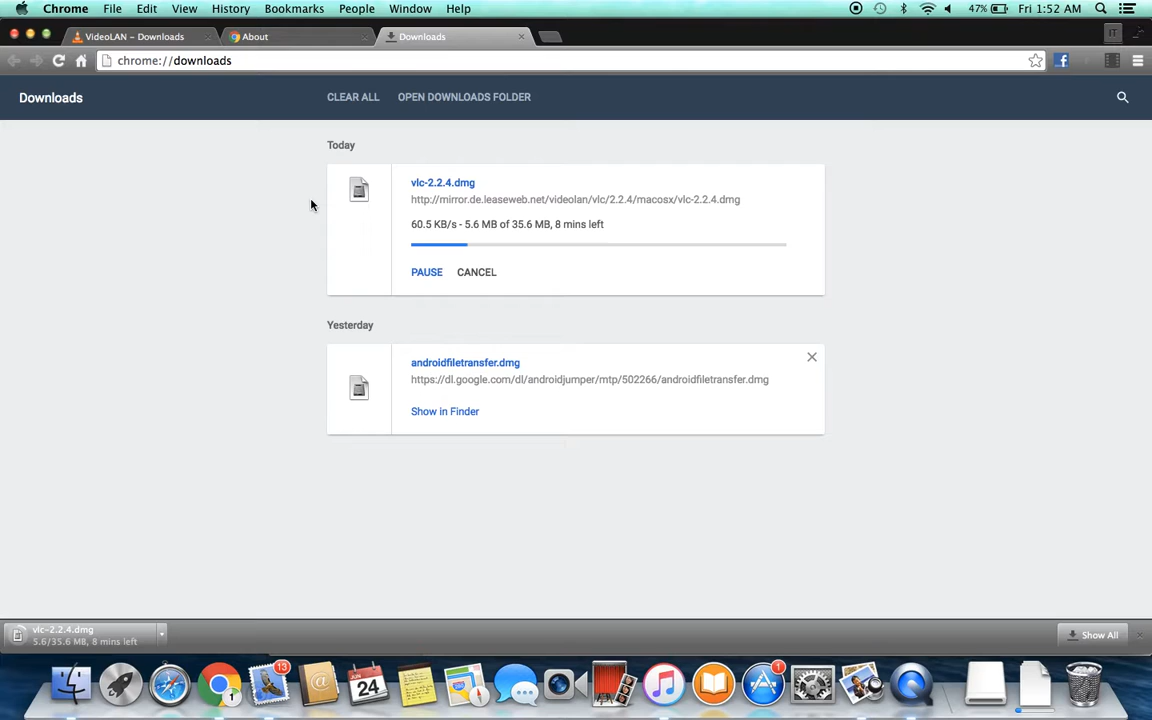 Chrome File Edit View History Bookmarks People Window Help 47% Fri 1:52 AM
VideoLAN – Downloads About Downloads IT
chrome://downloads
Downloads CLEAR ALL OPEN DOWNLOADS FOLDER
Today
vlc-2.2.4.dmg
http://mirror.de.leaseweb.net/videolan/vlc/2.2.4/macosx/vlc-2.2.4.dmg
60.5 KB/s - 5.6 MB of 35.6 MB, 8 mins left
PAUSE CANCEL
Yesterday
androidfiletransfer.dmg
https://dl.google.com/dl/androidjumper/mtp/502266/androidfiletransfer.dmg
Show in Finder
vlc-2.2.4.dmg
5.6/35.6 MB, 8 mins left
Show All
1 13 JUN 24 1